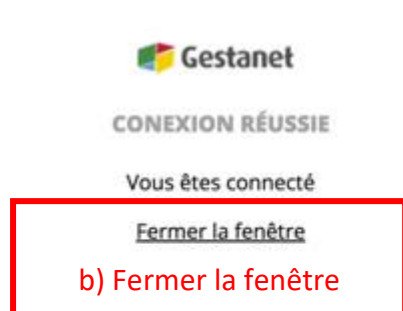 Gestanet
CONEXION RÉUSSIE
Vous êtes connecté
Fermer la fenêtre
b) Fermer la fenêtre